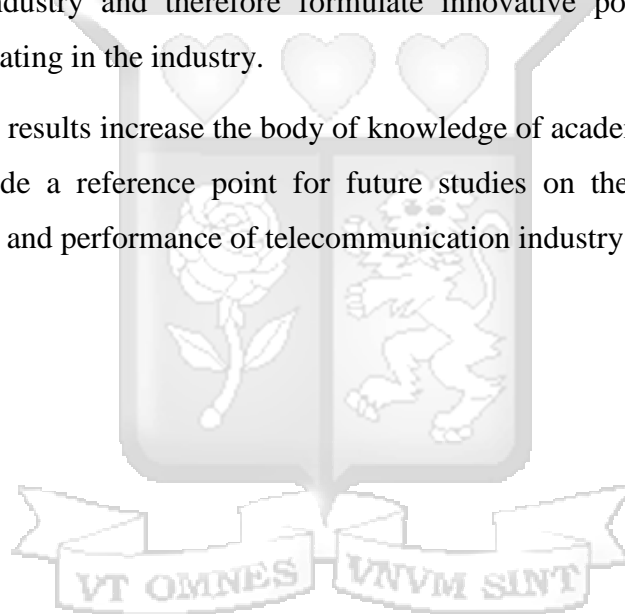 ndustry and therefore formulate innovative po
ating in the industry.
results increase the body of knowledge of acade
de a reference point for future studies on the
and performance of telecommunication industry
VT OMNES VNVM SINT